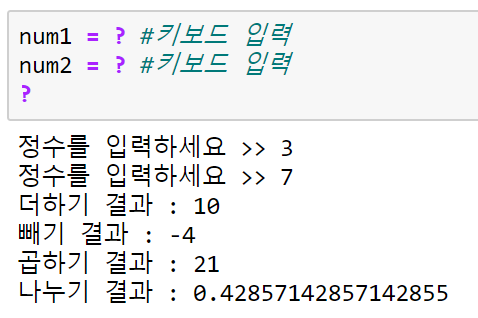 num1 = ? #키보드 입력
num2 = ? #키보드 입력
?
정수를 입력하세요 >> 3
정수를 입력하세요 >> 7
더하기 결과 : 10
빼기 결과 : -4
곱하기 결과 : 21
나누기 결과 : 0.42857142857142855